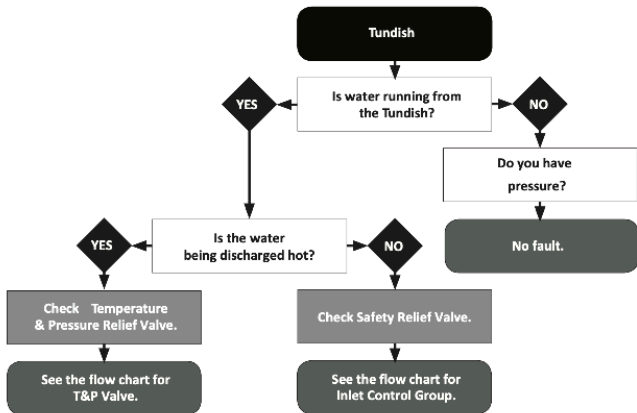 Tundish
Is water running from
the Tundish?
YES
NO
Do you have
pressure?
No fault.
Is the water
being discharged hot?
YES
NO
Check Temperature
& Pressure Relief Valve.
Check Safety Relief Valve.
See the flow chart for
T&P Valve.
See the flow chart for
Inlet Control Group.